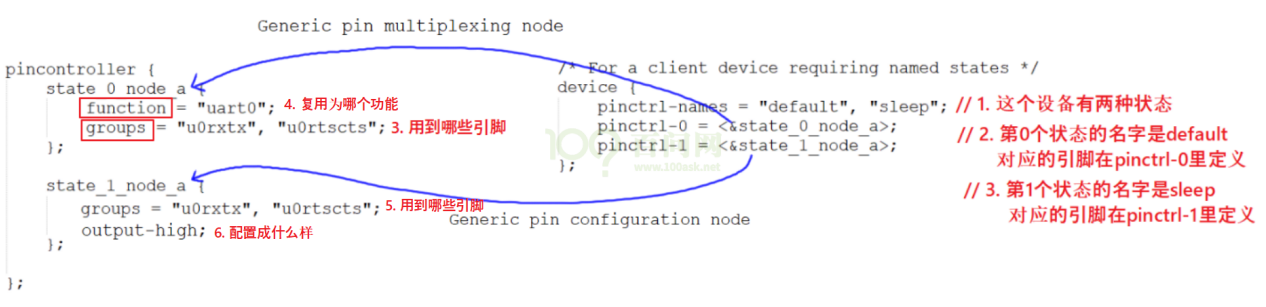 Generic pin multiplexing node
pincontroller {
state_0_node_a {
function = "uart0"; 4. 复用为哪个功能
groups = "u0rxtx", "u0rtscts"; 3. 用到哪些引脚
};
state_1_node_a {
groups = "u0rxtx", "u0rtscts"; 5. 用到哪些引脚
output-high; 6. 配置成什么样
};
};
Generic pin configuration node
/* For a client device requiring named states */
device {
pinctrl-names = "default", "sleep"; // 1. 这个设备有两种状态
pinctrl-0 = <&state_0_node_a>; // 2. 第0个状态的名字是default
pinctrl-1 = <&state_1_node_a>; 对应的引脚在pinctrl-0里定义
};
// 3. 第1个状态的名字是sleep
对应的引脚在pinctrl-1里定义
100 百问网
www.100ask.net